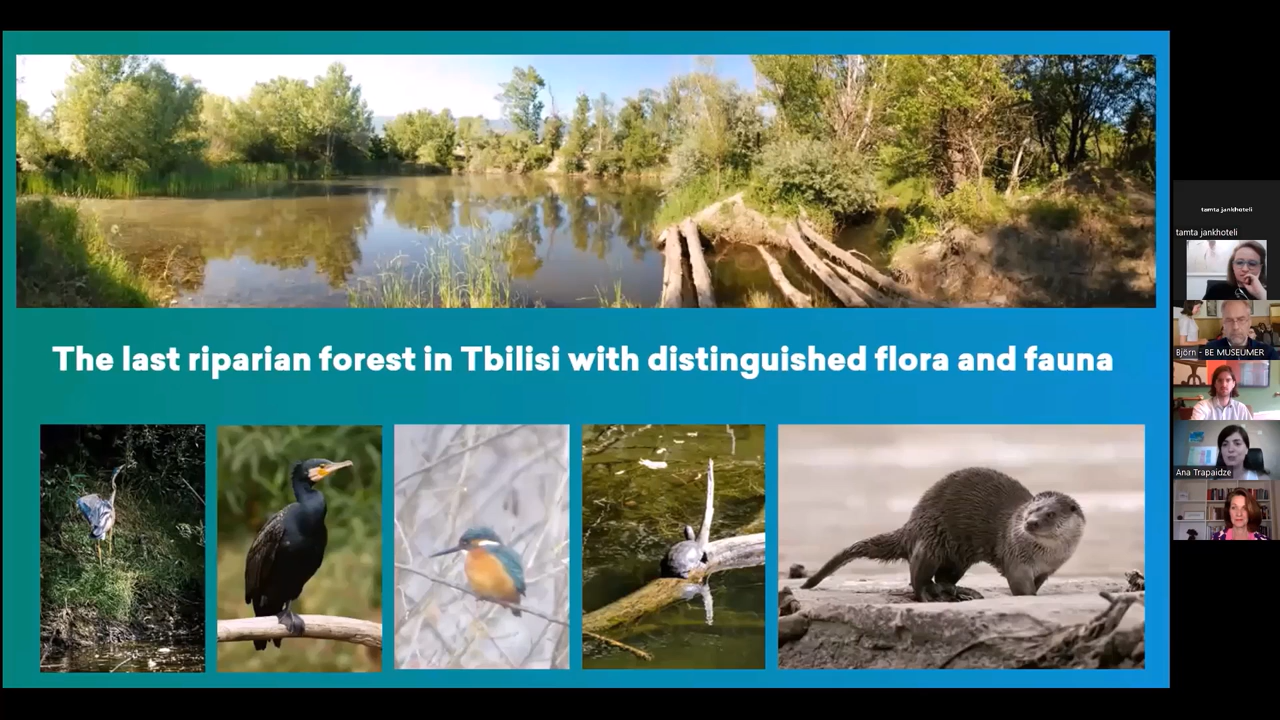 The last riparian forest in Tbilisi with distinguished flora and fauna
tamta jankhoteli
tamta jankhoteli
Björn - BE MUSEUMER
Ana Trapaidze